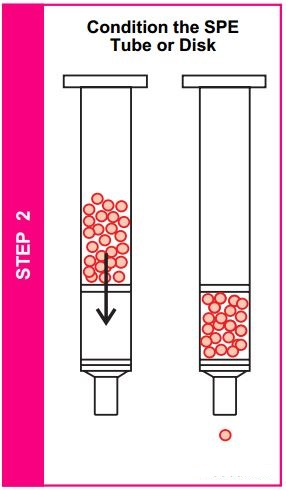 Condition the SPE
Tube or Disk
STEP 2